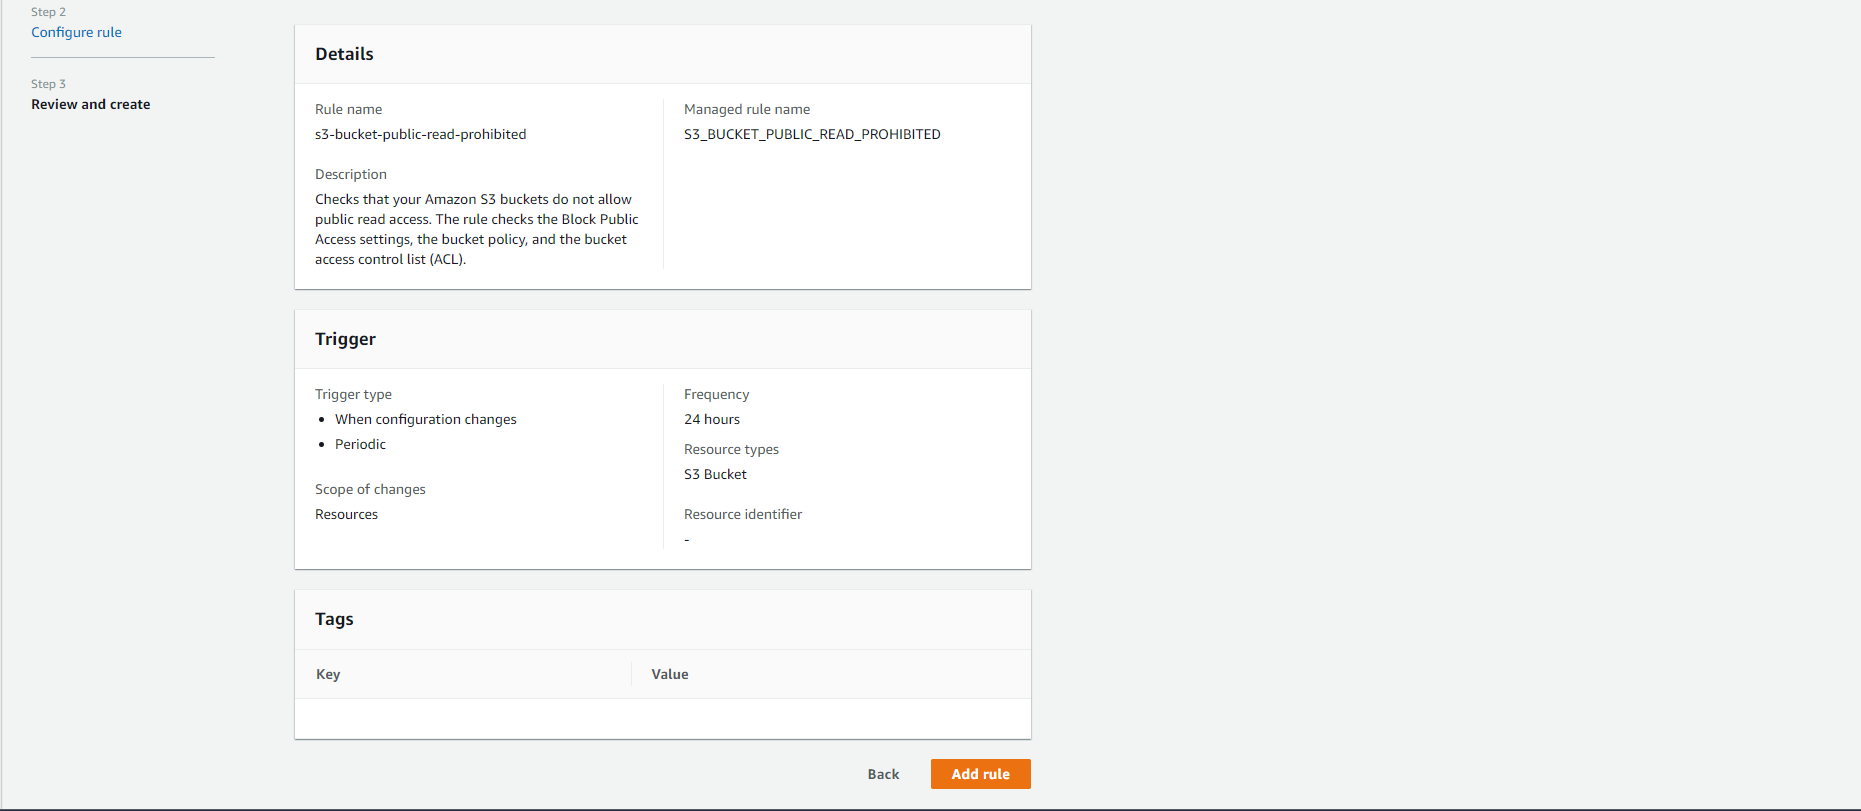 Step 2
Configure rule
Step 3
Review and create
Details
Rule name
s3-bucket-public-read-prohibited
Managed rule name
S3_BUCKET_PUBLIC_READ_PROHIBITED
Description
Checks that your Amazon S3 buckets do not allow
public read access. The rule checks the Block Public
Access settings, the bucket policy, and the bucket
access control list (ACL).
Trigger
Trigger type
• When configuration changes
• Periodic
Scope of changes
Resources
Frequency
24 hours
Resource types
S3 Bucket
Resource identifier
-
Tags
Key Value
Back Add rule